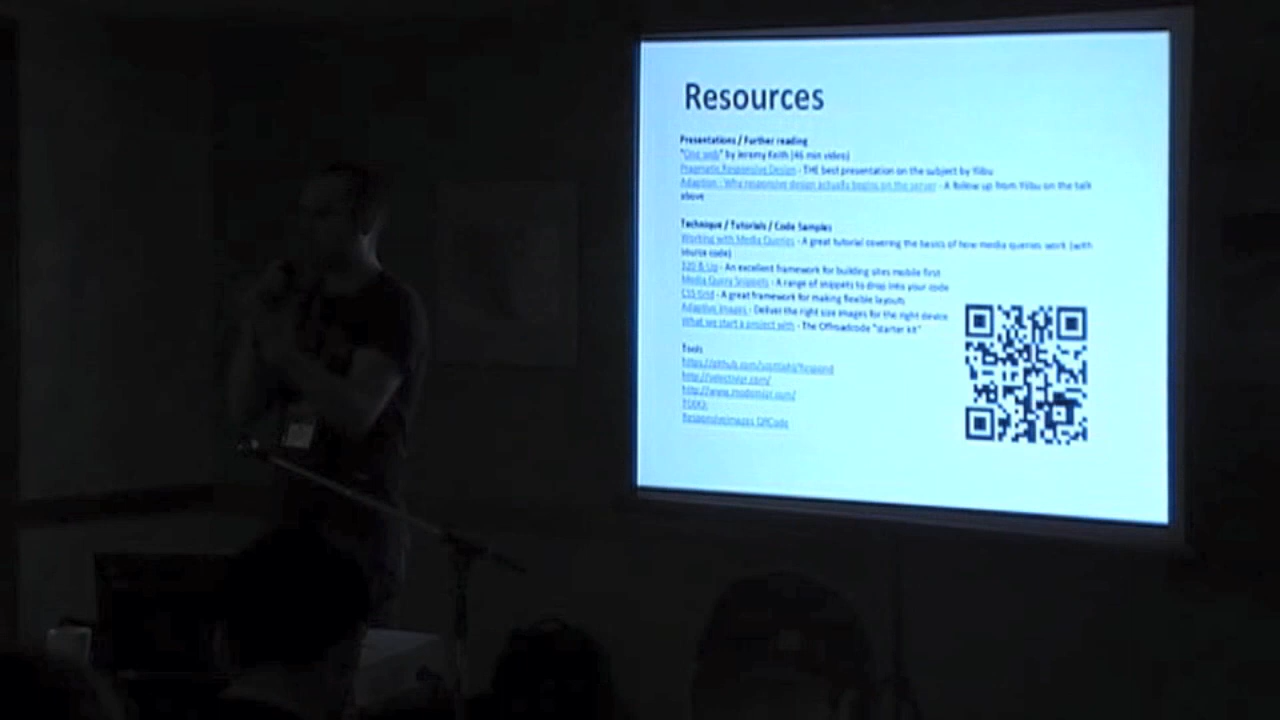 Resources
Presentations / Further reading
"One web" by Jeremy Keith (46 min video)
Pragmatic Responsive Design - THE best presentation on the subject by Yiibu
Adaption - Why responsive design actually begins on the server - A follow up from Yiibu on the talk
above
Technique / Tutorials / Code Samples
Working with Media Queries - A great tutorial covering the basics of how media queries work (with
source code)
320 & Up - An excellent framework for building sites mobile first
Media Query Snippets - A range of snippets to drop into your code
CSS Grid - A great framework for making flexible layouts
Adaptive Images - Deliver the right size images for the right device
What we start a project with - The Offroadcode "starter kit"
Tools
https://github.com/scottjehl/Respond
http://selectivizr.com/
http://www.modernizr.com/
ResponsiveImages QRCode